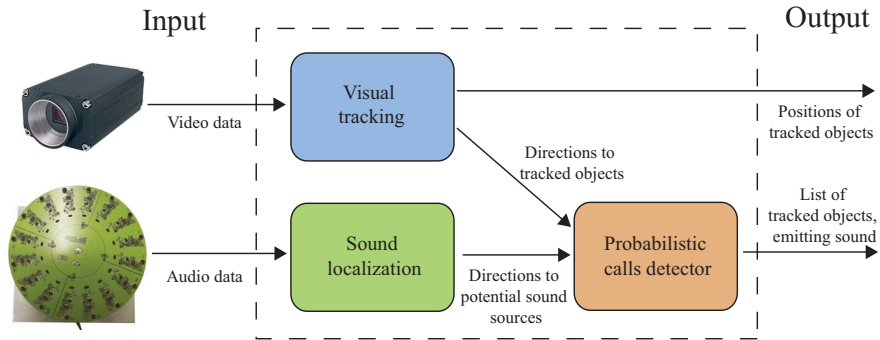 Input
Output
Video data
Visual
tracking
Positions of
tracked objects
Directions to
tracked objects
Audio data
Sound
localization
Directions to
potential sound
sources
Probabilistic
calls detector
List of
tracked objects,
emitting sound